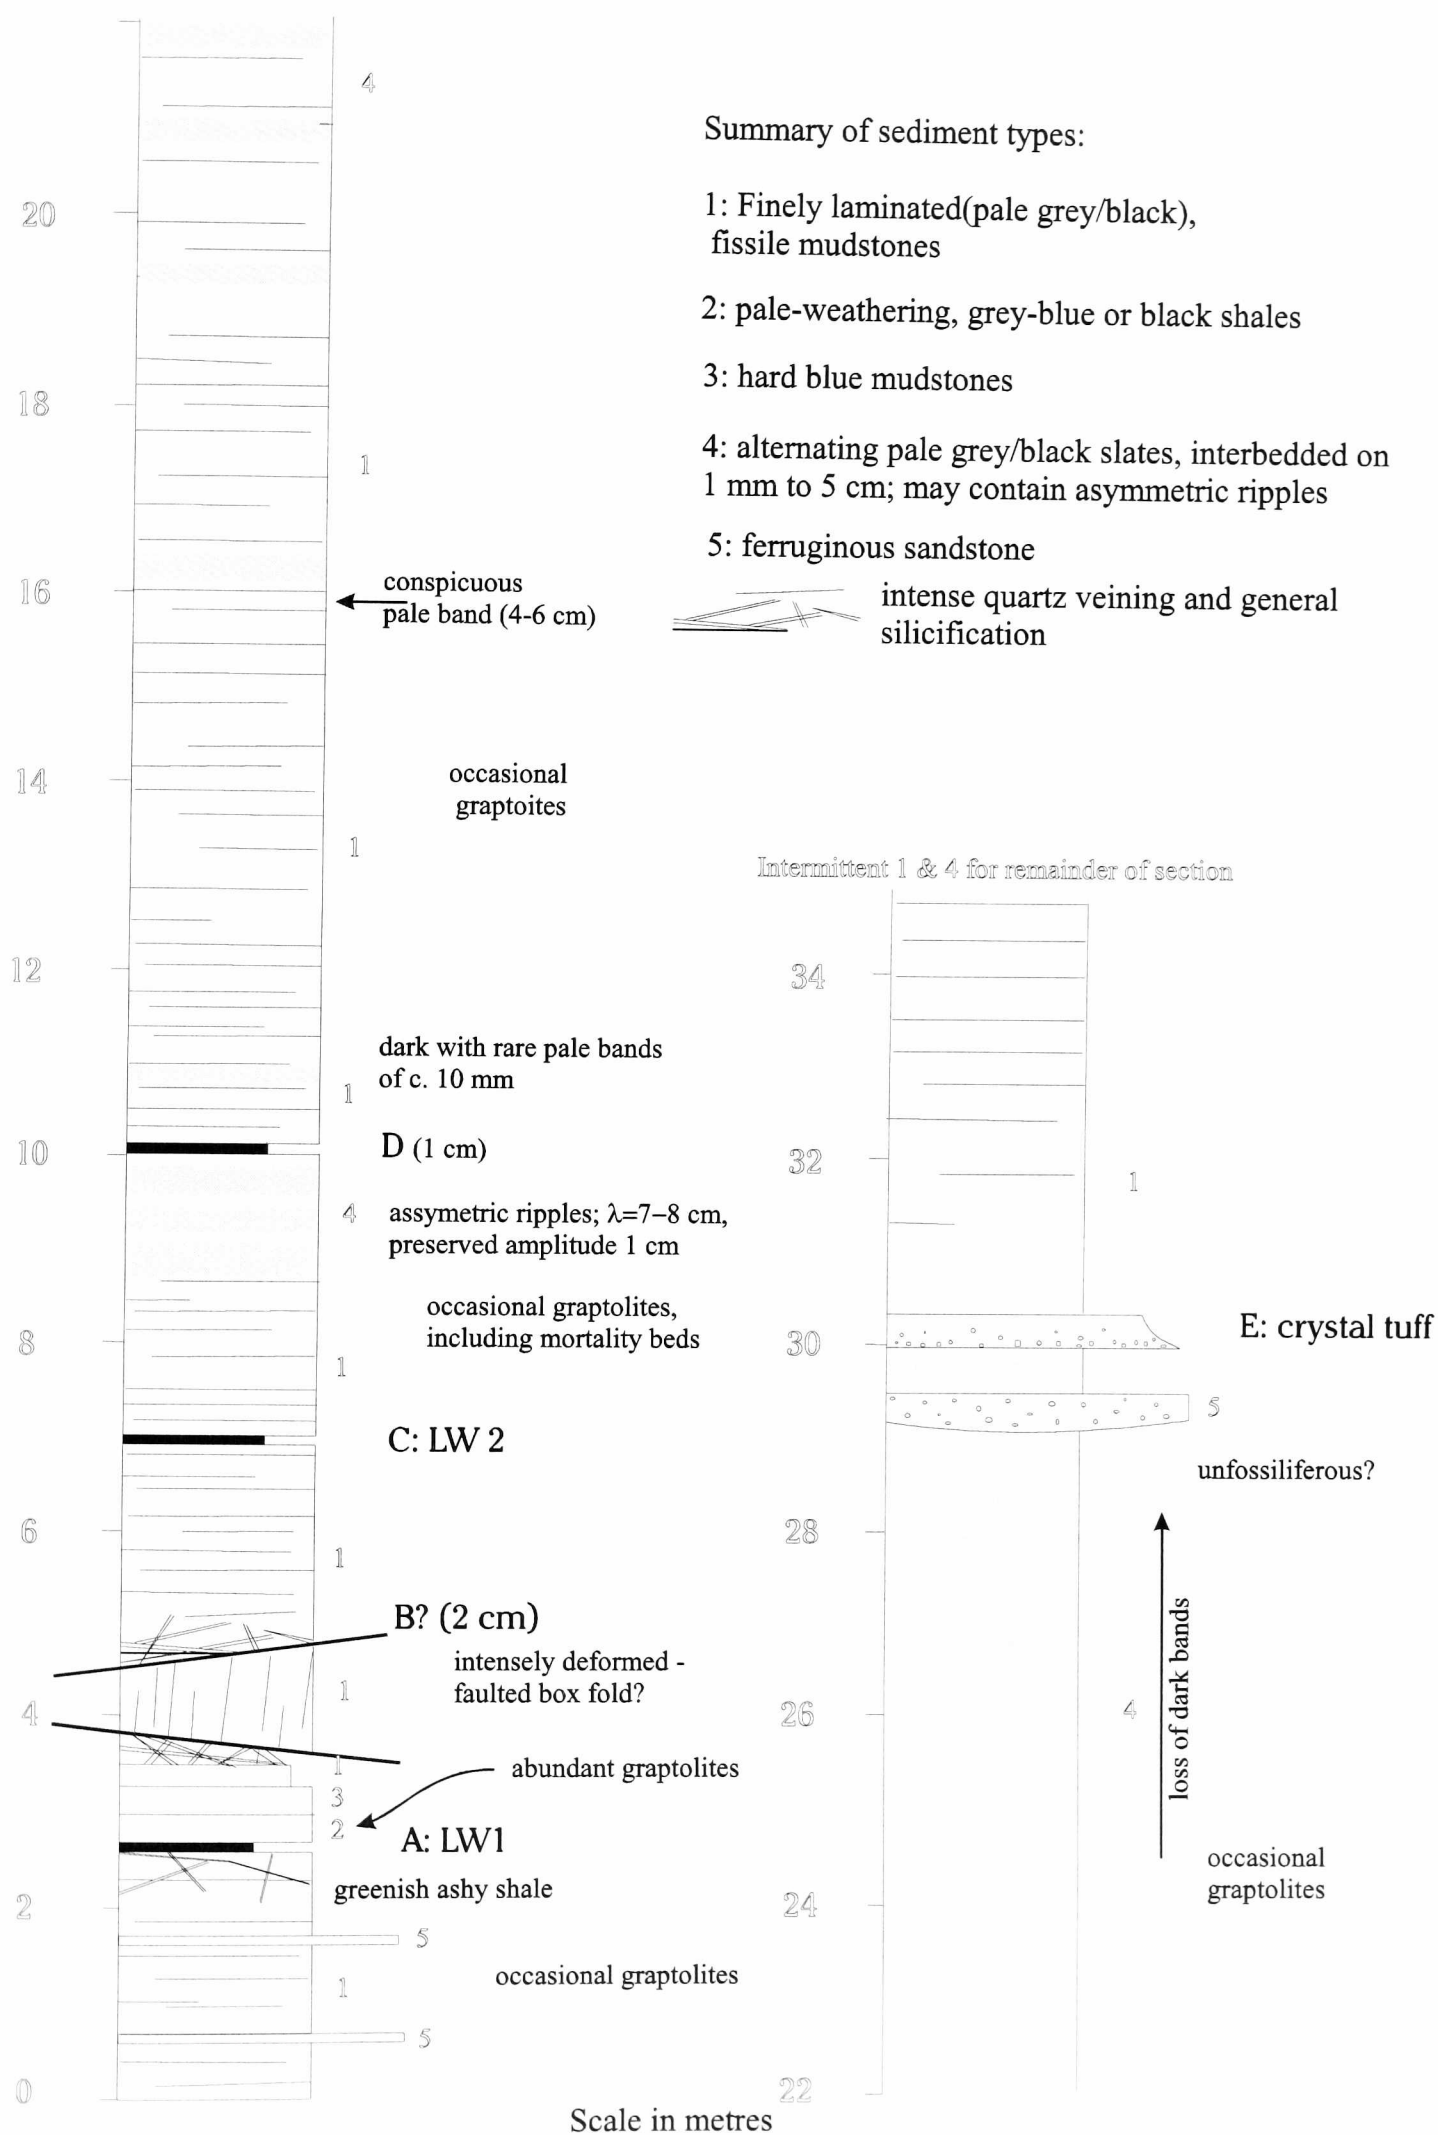 4
Summary of sediment types:
1: Finely laminated(pale grey/black),
fissile mudstones
2: pale-weathering, grey-blue or black shales
3: hard blue mudstones
4: alternating pale grey/black slates, interbedded on
1 mm to 5 cm; may contain asymmetric ripples
5: ferruginous sandstone
intense quartz veining and general
silicification
20
18
1
16
conspicuous
pale band (4-6 cm)
14
occasional
graptoites
1
12
dark with rare pale bands
of c. 10 mm
1
10
D (1 cm)
4
assymetric ripples; λ=7–8 cm,
preserved amplitude 1 cm
occasional graptolites,
including mortality beds
8
1
C: LW 2
6
1
B? (2 cm)
intensely deformed -
faulted box fold?
1
4
1
abundant graptolites
3
2
A: LW1
greenish ashy shale
2
5
occasional graptolites
1
5
0
Intermittent 1 & 4 for remainder of section
34
32
1
30
E: crystal tuff
5
unfossiliferous?
28
loss of dark bands
26
4
occasional
graptolites
24
22
Scale in metres